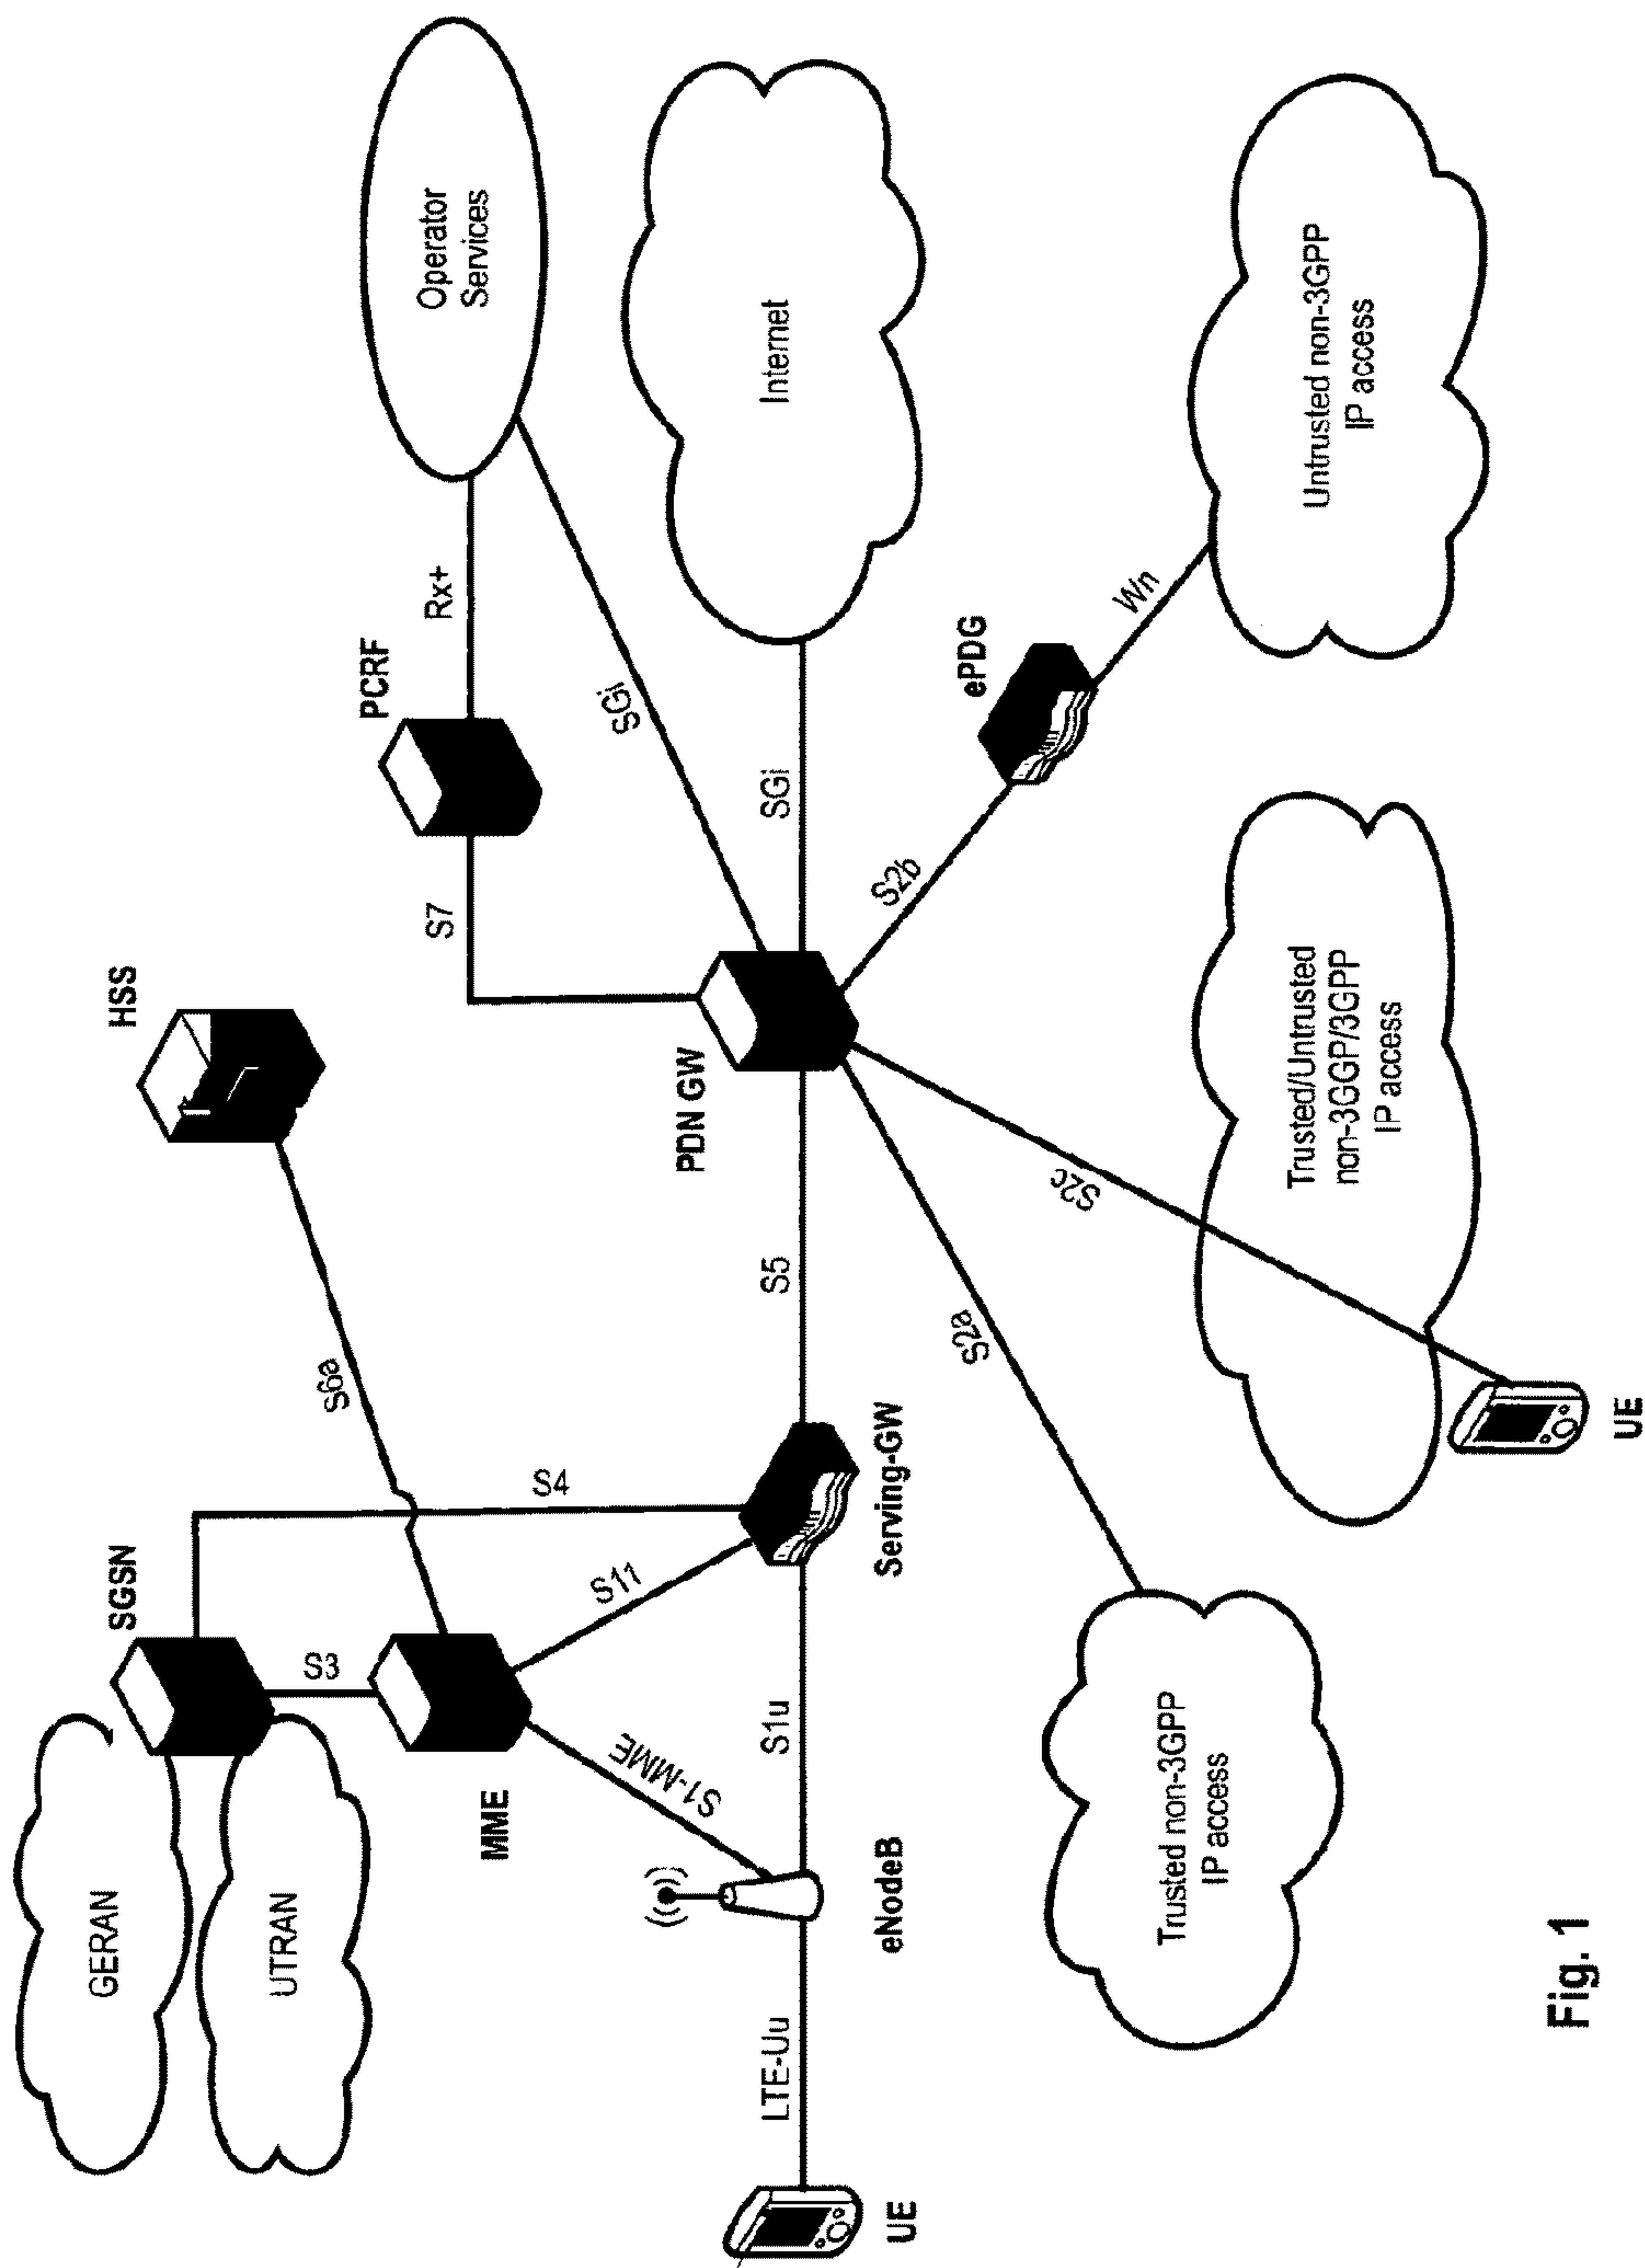 GERAN
UTRAN
SGSN
HSS
S3
S6a
S4
MME
S11
S1-MME
PCRF
S7
Rx+
Operator
Services
SGi
UE
LTE-Uu
eNodeB
S1u
Serving-GW
S5
PDN GW
SGi
Internet
S2a
S2c
S2b
ePDG
Wn
Trusted non-3GPP
IP access
Trusted/Untrusted
non-3GGP/3GPP
IP access
Untrusted non-3GPP
IP access
UE
Fig. 1